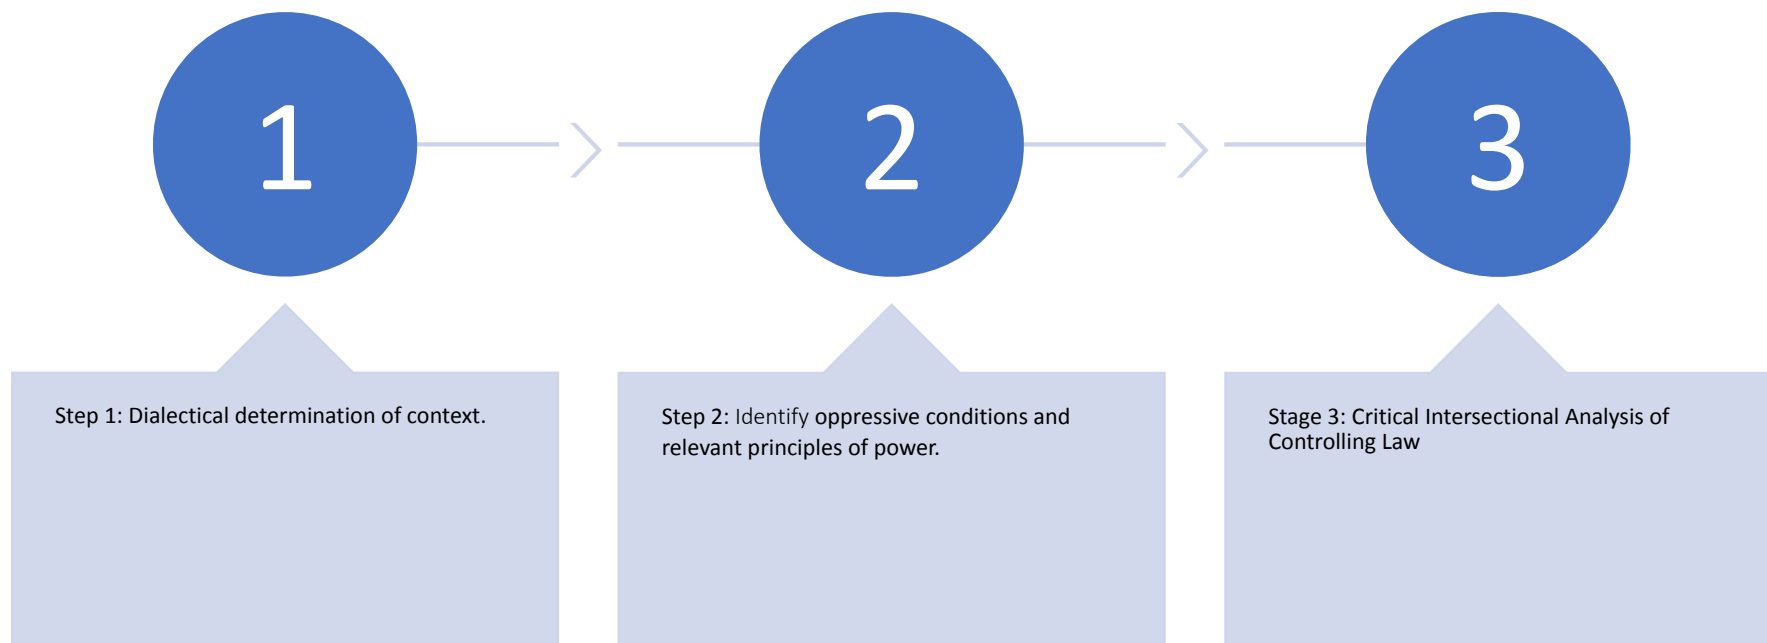 1
2
3
Step 1: Dialectical determination of context.
Step 2: Identify oppressive conditions and
relevant principles of power.
Stage 3: Critical Intersectional Analysis of
Controlling Law